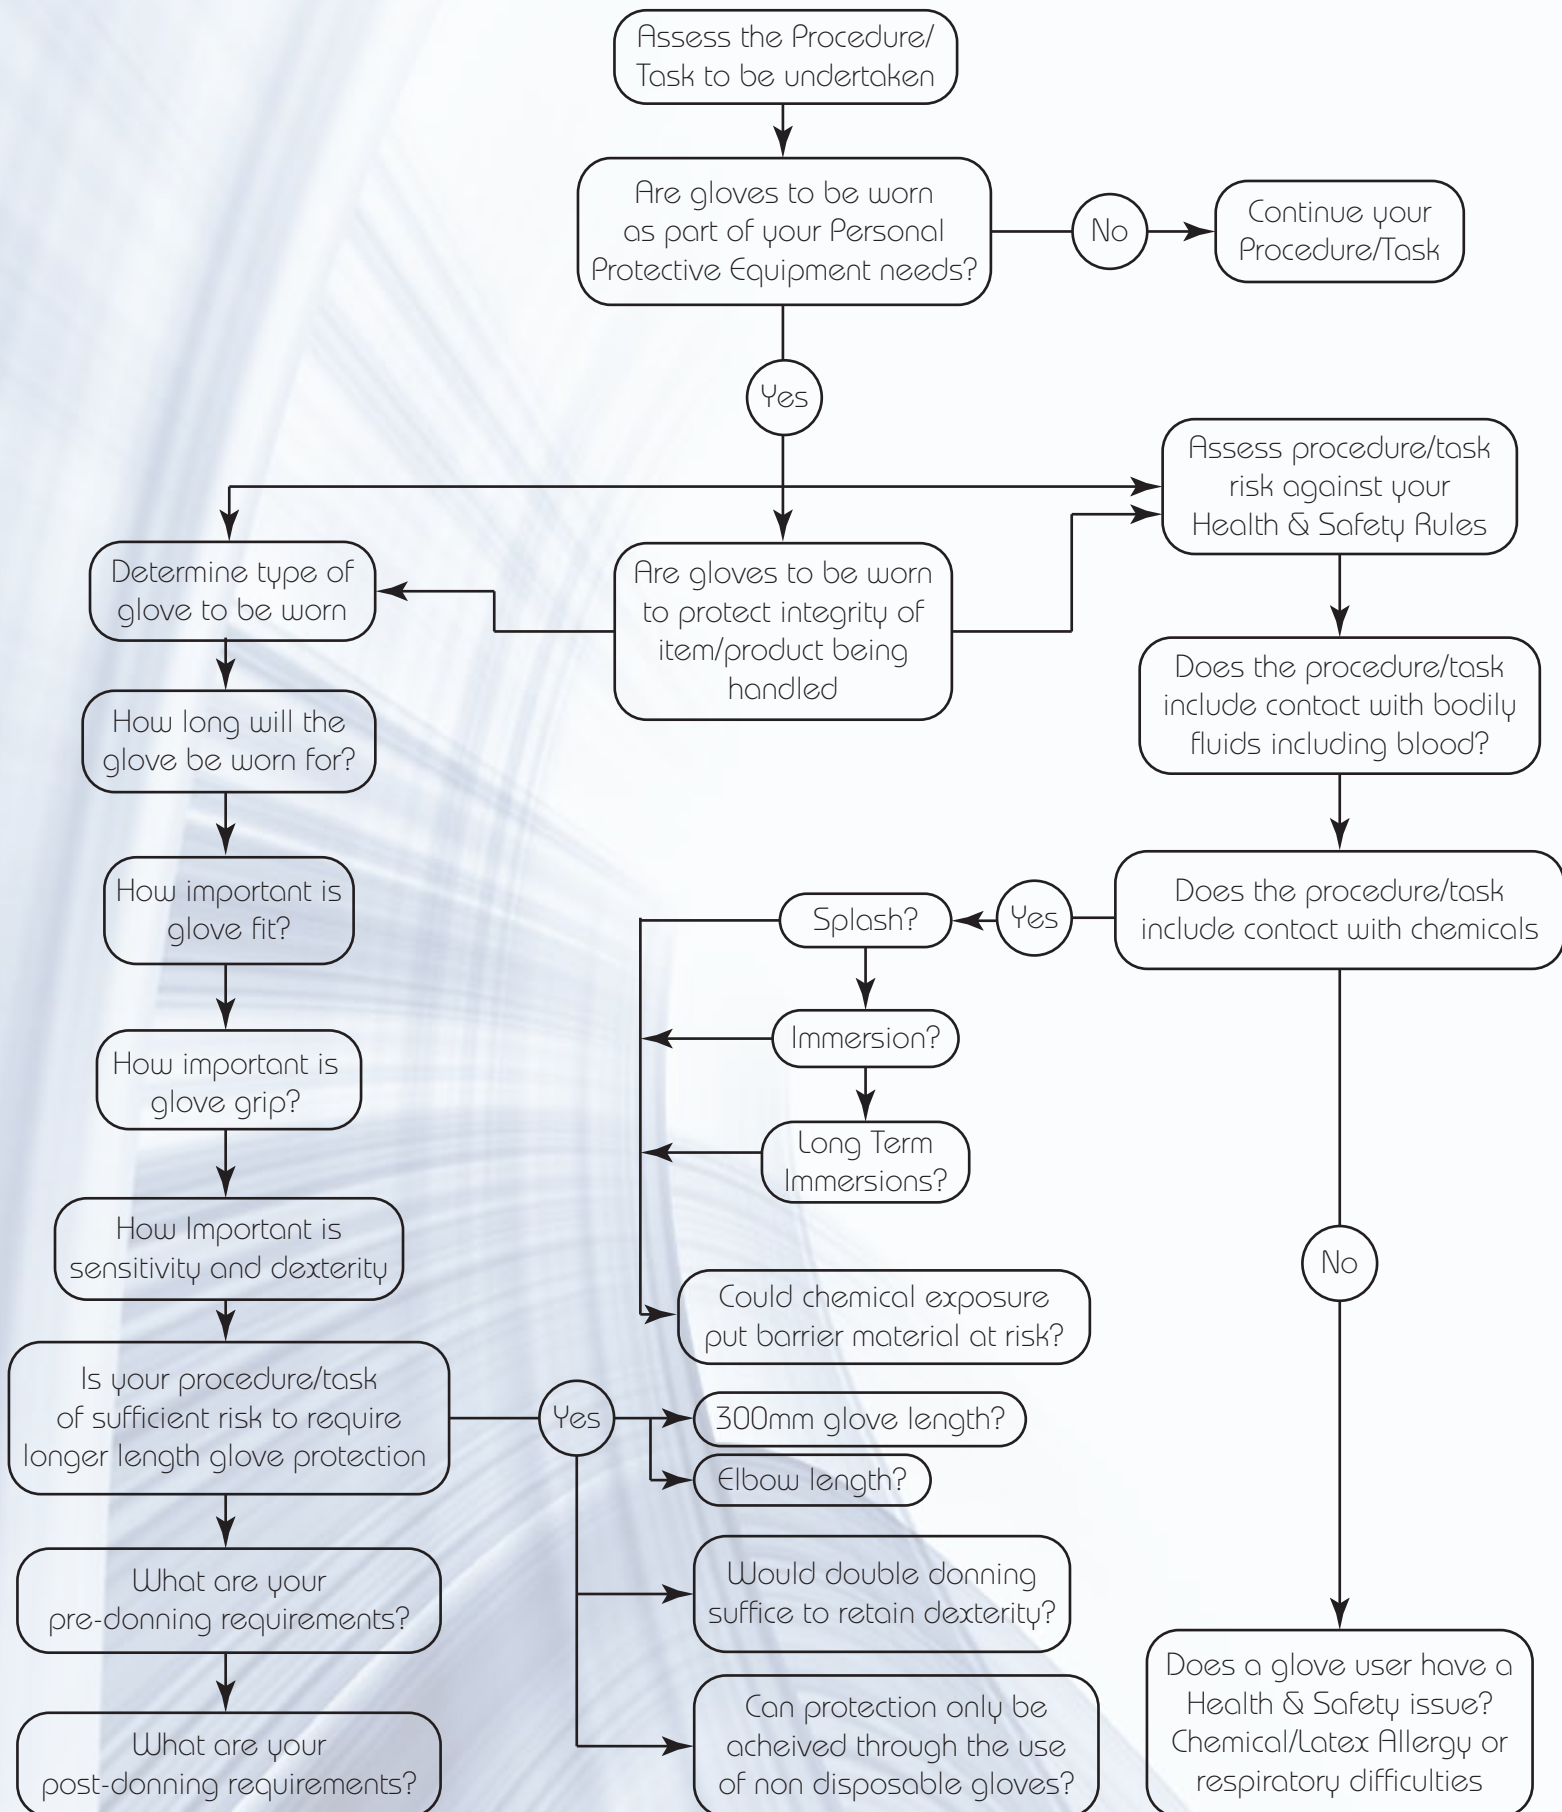 Assess the Procedure/
Task to be undertaken
Are gloves to be worn
as part of your Personal
Protective Equipment needs?
No
Continue your
Procedure/Task
Yes
Assess procedure/task
risk against your
Health & Safety Rules
Determine type of
glove to be worn
Are gloves to be worn
to protect integrity of
item/product being
handled
Does the procedure/task
include contact with bodily
fluids including blood?
How long will the
glove be worn for?
How important is
glove fit?
Splash?
Yes
Does the procedure/task
include contact with chemicals
Immersion?
How important is
glove grip?
Long Term
Immersions?
How Important is
sensitivity and dexterity
No
Could chemical exposure
put barrier material at risk?
Is your procedure/task
of sufficient risk to require
longer length glove protection
Yes
300mm glove length?
Elbow length?
What are your
pre-donning requirements?
Would double donning
suffice to retain dexterity?
What are your
post-donning requirements?
Can protection only be
acheived through the use
of non disposable gloves?
Does a glove user have a
Health & Safety issue?
Chemical/Latex Allergy or
respiratory difficulties